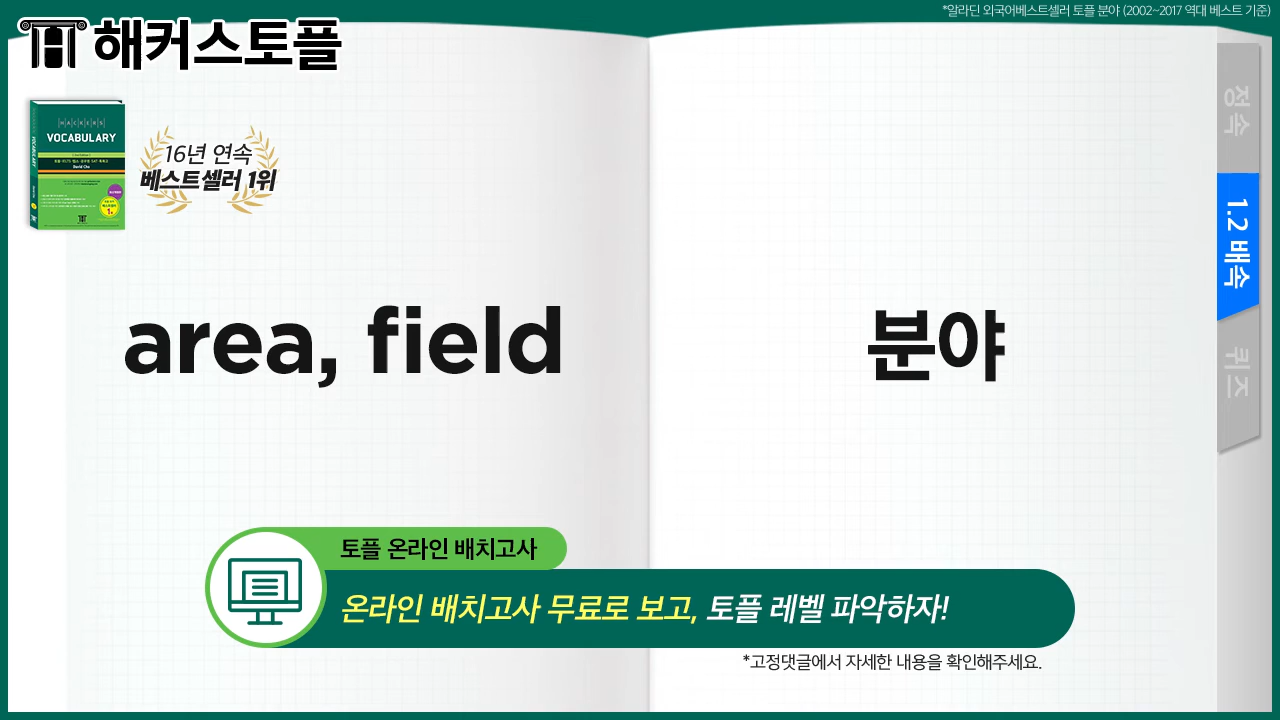 *알라딘 외국어베스트셀러 토플 분야 (2002~2017 역대 베스트 기준)
해커스토플
HACKERS
VOCABULARY
16년 연속
베스트셀러 1위
정속
1.2 배속
퀴즈
area, field
분야
토플 온라인 배치고사
온라인 배치고사 무료로 보고, 토플 레벨 파악하자!
*고정댓글에서 자세한 내용을 확인해주세요.